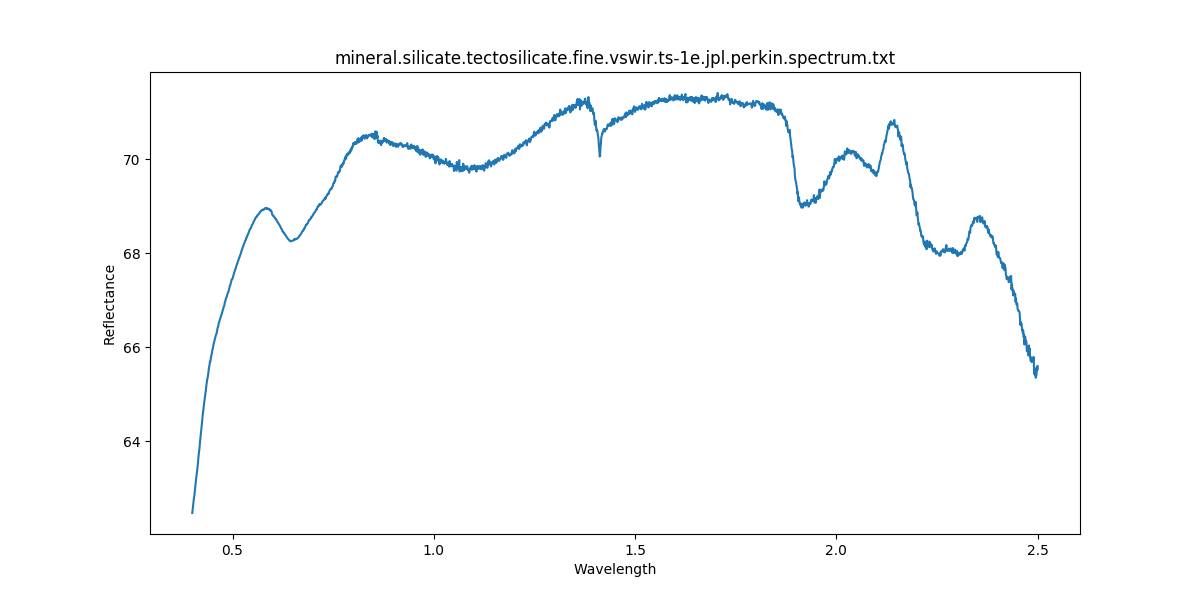 mineral.silicate.tectosilicate.fine.vswir.ts-1e.jpl.perkin.spectrum.txt
Reflectance
70
68
66
64
0.5 1.0 1.5 2.0 2.5
Wavelength